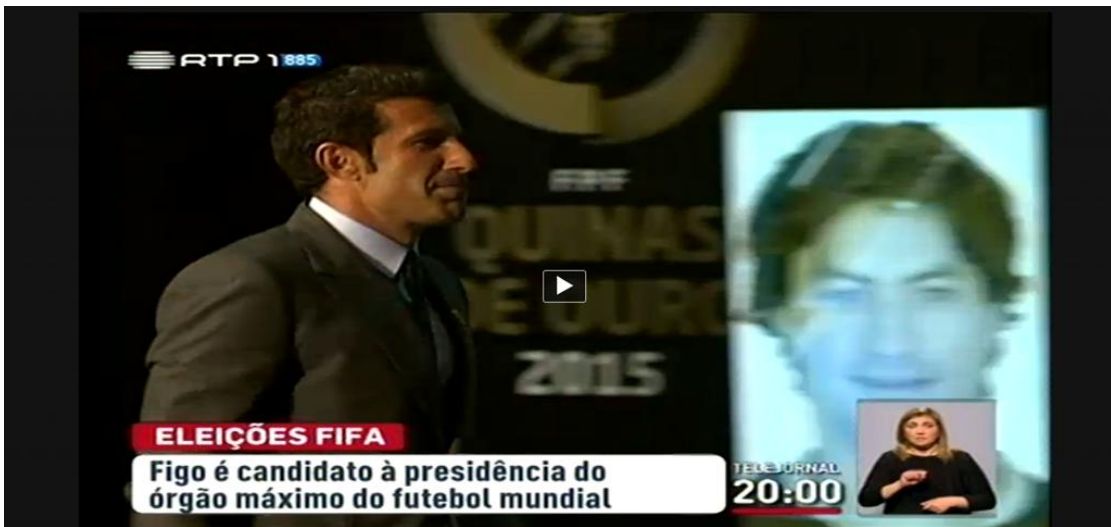 RTP 1 885
FPF
QUINAS
DE OURO
2015
ELEIÇÕES FIFA
Figo é candidato à presidência do
órgão máximo do futebol mundial
TELEJORNAL
20:00